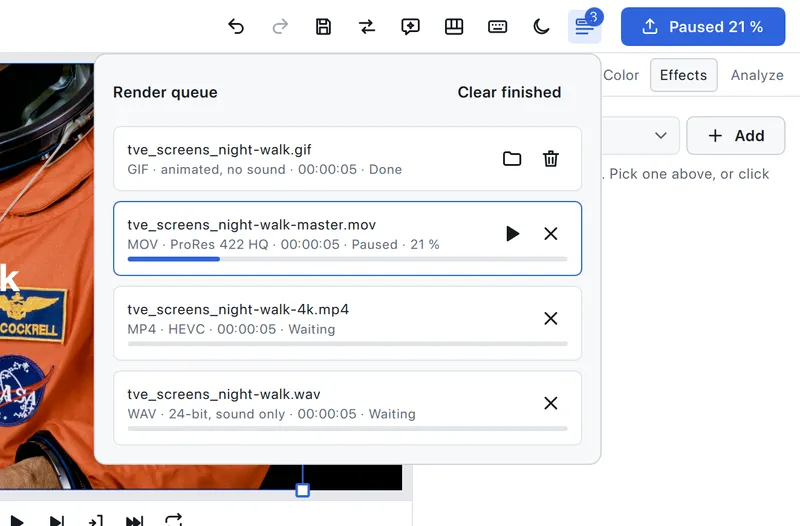 3
Paused 21 %
Color
Effects
Analyze
Render queue
Clear finished
Add
tve_screens_night-walk.gif
GIF · animated, no sound · 00:00:05 · Done
. Pick one above, or click
tve_screens_night-walk-master.mov
MOV · ProRes 422 HQ · 00:00:05 · Paused · 21 %
k
COCKRELL
NASA
tve_screens_night-walk-4k.mp4
MP4 · HEVC · 00:00:05 · Waiting
tve_screens_night-walk.wav
WAV · 24-bit, sound only · 00:00:05 · Waiting